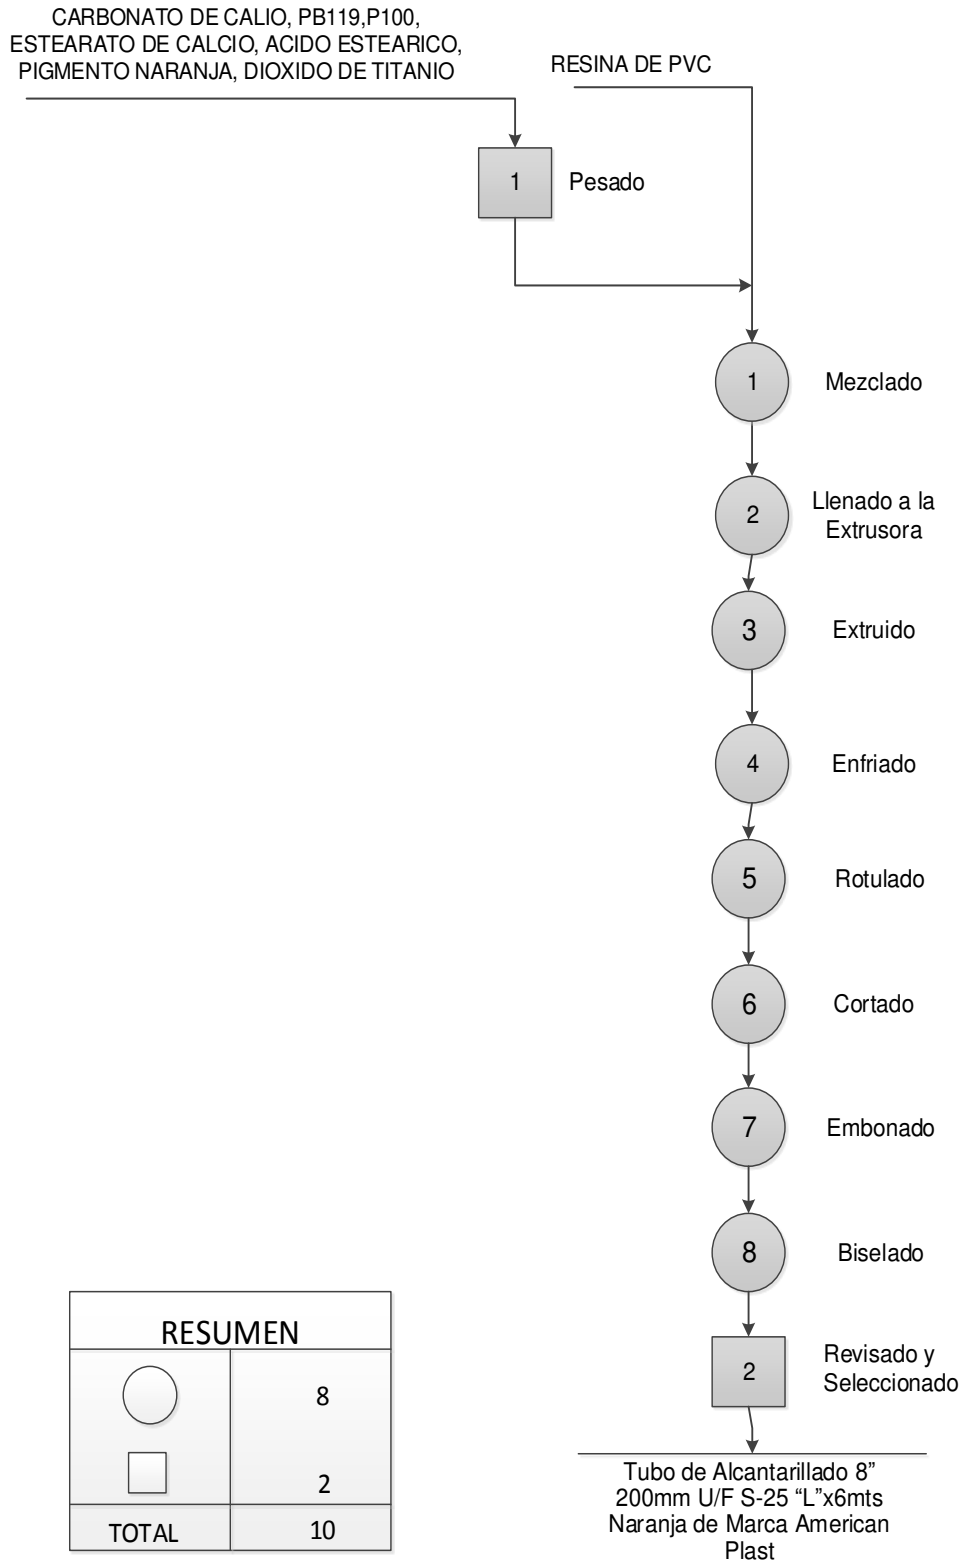 CARBONATO DE CALIO, PB119,P100,
ESTEARATO DE CALCIO, ACIDO ESTEARICO,
PIGMENTO NARANJA, DIOXIDO DE TITANIO
RESINA DE PVC
1
Pesado
1
Mezclado
2
Llenado a la
Extrusora
3
Extruido
4
Enfriado
5
Rotulado
6
Cortado
7
Embonado
8
Biselado
2
Revisado y
Seleccionado
Tubo de Alcantarillado 8”
200mm U/F S-25 “L”x6mts
Naranja de Marca American
Plast
RESUMEN
8
2
TOTAL
10